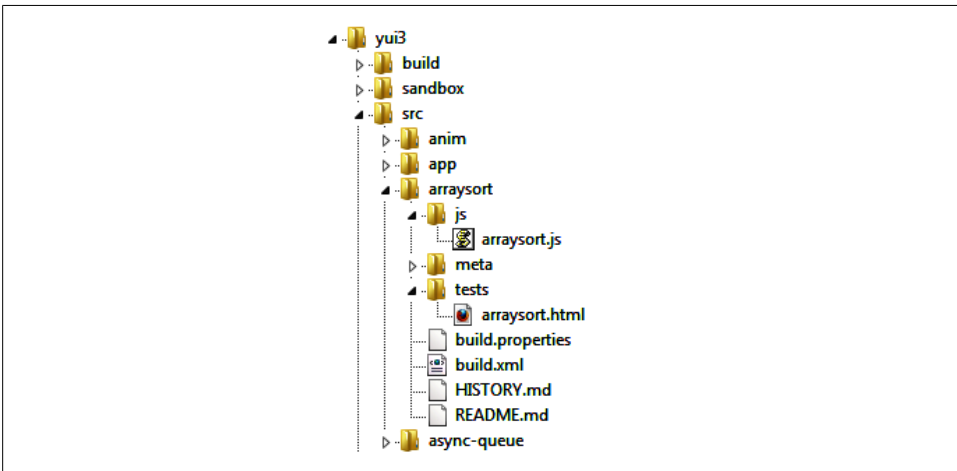 yui3
build
sandbox
src
anim
app
arraysort
js
arraysort.js
meta
tests
arraysort.html
build.properties
build.xml
HISTORY.md
README.md
async-queue